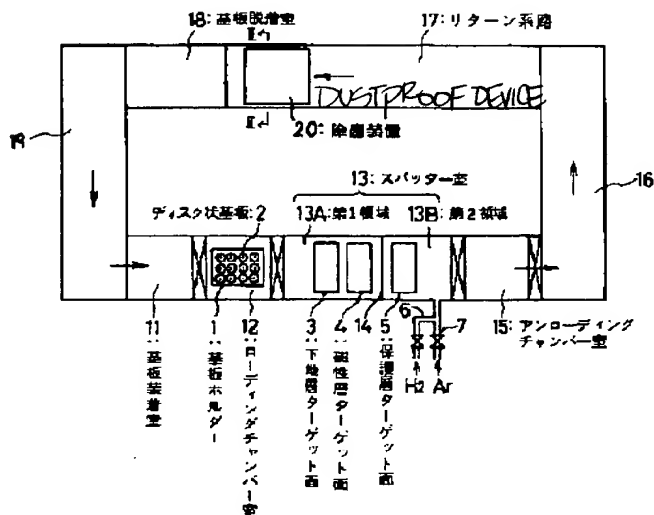 18:基板脱着室
17:リターン系路
II
DUSTPROOF DEVICE
II
20:除塵装置
19
16
13:スパッター室
ディスク状基板:2
13A:第1領域
13B:第2領域
11:基板装着室
1:基板ホルダー
12:ローディングチャンバー室
3:下地層ターゲット面
4:磁性層ターゲット面
14
5:保護層ターゲット面
6
7
H2
Ar
15:アンローディング
チャンバー室